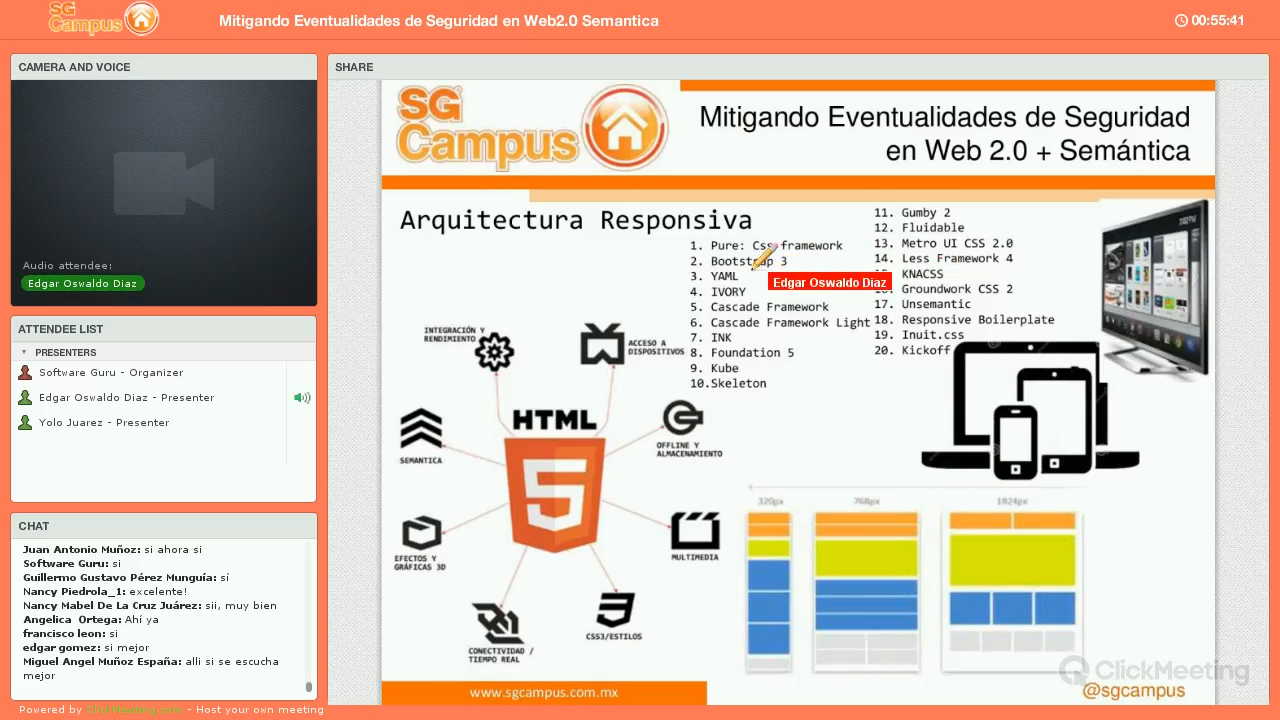 SG
Campus
Mitigando Eventualidades de Seguridad en Web2.0 Semantica
00:55:41
CAMERA AND VOICE
Audio attendee:
Edgar Oswaldo Diaz
ATTENDEE LIST
PRESENTERS
Software Guru - Organizer
Edgar Oswaldo Diaz - Presenter
Yolo Juarez - Presenter
CHAT
Juan Antonio Muñoz: si ahora si
Software Guru: si
Guillermo Gustavo Pérez Munguía: sí
Nancy Piedrola_1: excelente!
Nancy Mabel De La Cruz Juárez: sii, muy bien
Angelica Ortega: Ahí ya
francisco leon: si
edgar gomez: si mejor
Miguel Angel Muñoz España: alli si se escucha
mejor
Powered by ClickMeeting.com - Host your own meeting
SHARE
SG
Campus
Mitigando Eventualidades de Seguridad
en Web 2.0 + Semántica
Arquitectura Responsiva
1. Pure: Css framework
2. Bootstrap 3
3. YAML
4. IVORY
5. Cascade Framework
6. Cascade Framework Light
7. INK
8. Foundation 5
9. Kube
10.Skeleton
Edgar Oswaldo Diaz
11. Gumby 2
12. Fluidable
13. Metro UI CSS 2.0
14. Less Framework 4
15. KNACSS
16. Groundwork CSS 2
17. Unsemantic
18. Responsive Boilerplate
19. Inuit.css
20. Kickoff
INTEGRACIÓN Y
RENDIMIENTO
ACCESO A
DISPOSITIVOS
HTML
5
SEMANTICA
OFFLINE Y
ALMACENAMIENTO
EFECTOS Y
GRÁFICAS 3D
MULTIMEDIA
CONECTIVIDAD /
TIEMPO REAL
CSS3/ESTILOS
320px
768px
1024px
www.sgcampus.com.mx
ClickMeeting
@sgcampus